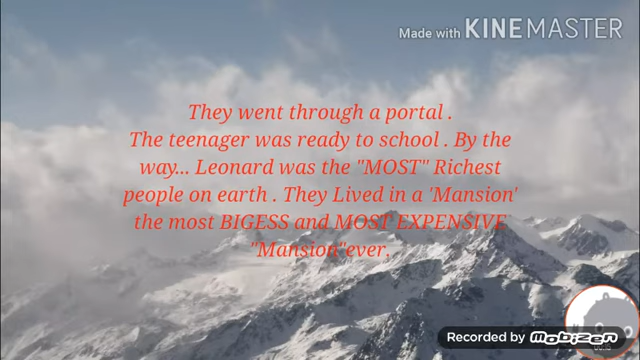 Made with KINEMASTER
They went through a portal .
The teenager was ready to school . By the
way... Leonard was the "MOST" Richest
people on earth . They Lived in a 'Mansion'
the most BIGESS and MOST EXPENSIVE
"Mansion"ever.
Recorded by Mobizen